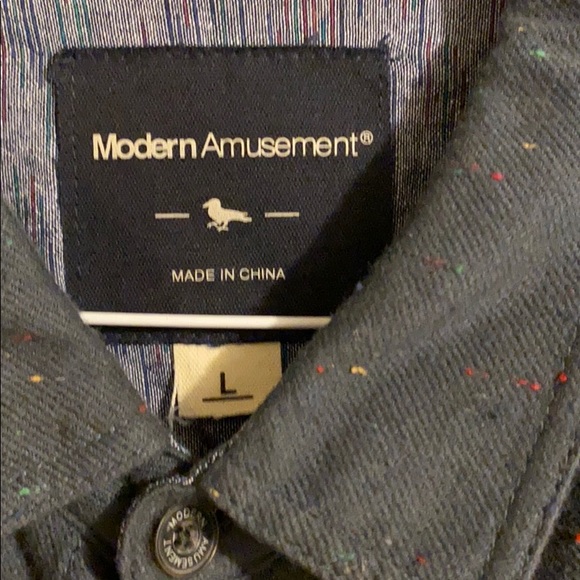 Modern Amusement®
MADE IN CHINA
L
MODERN AMUSEMENT